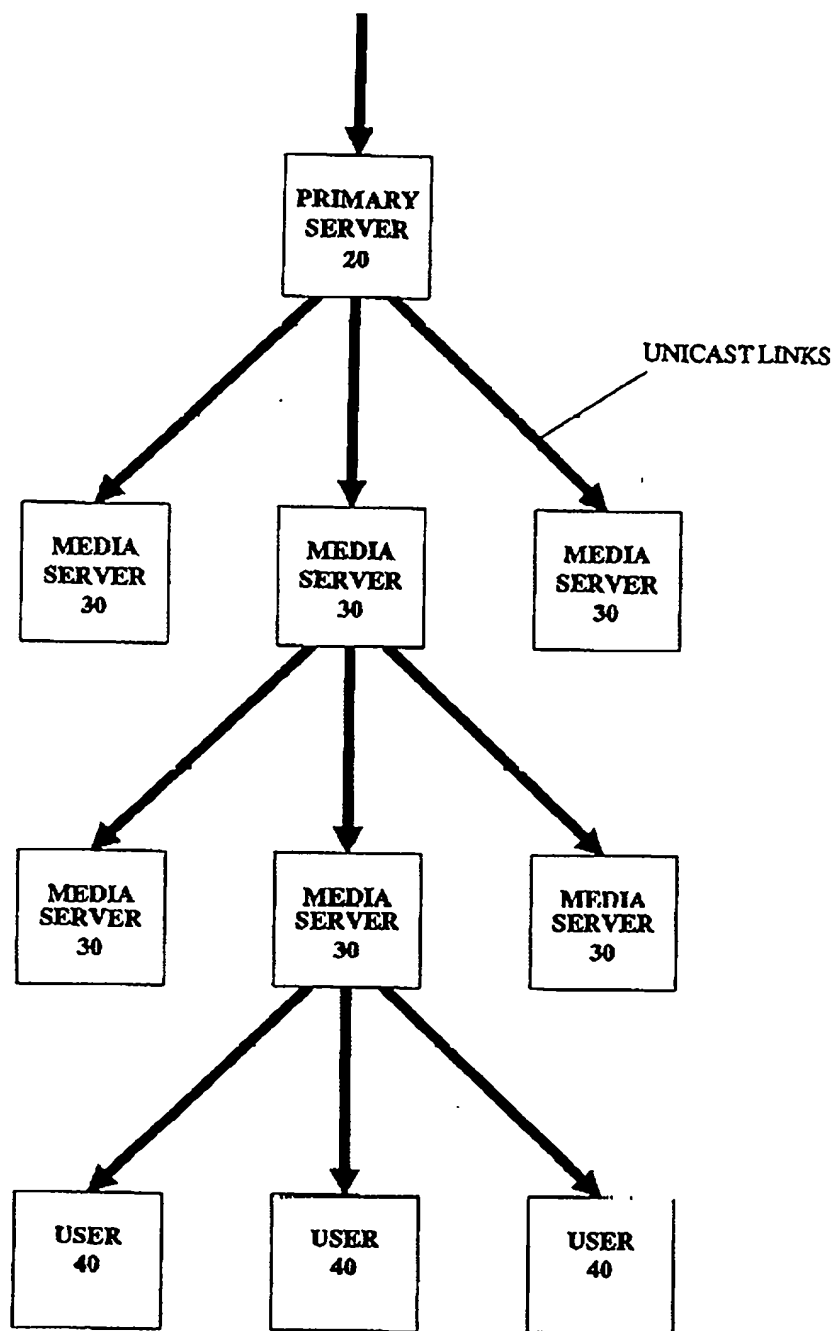 PRIMARY
SERVER
20
UNICAST LINKS
MEDIA
SERVER
30
MEDIA
SERVER
30
MEDIA
SERVER
30
MEDIA
SERVER
30
MEDIA
SERVER
30
MEDIA
SERVER
30
USER
40
USER
40
USER
40